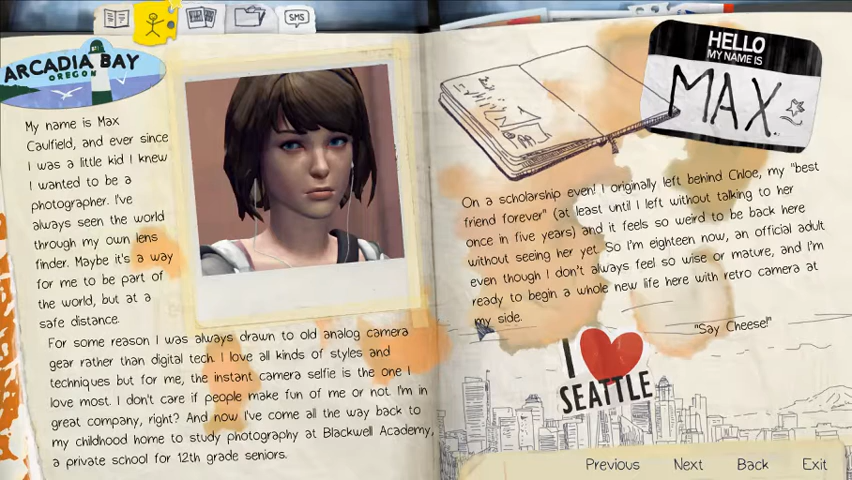 SMS
ARCADIA BAY
OREGON
My name is Max
Caulfield, and ever since
I was a little kid I knew
I wanted to be a
photographer. I've
always seen the world
through my own lens
finder. Maybe it's a way
for me to be part of
the world, but at a
safe distance.
For some reason I was always drawn to old analog camera
gear rather than digital tech. I love all kinds of styles and
techniques but for me, the instant camera selfie is the one I
love most. I don't care if people make fun of me or not. I'm in
great company, right? And now I've come all the way back to
my childhood home to study photography at Blackwell Academy,
a private school for 12th grade seniors.
HELLO
MY NAME IS
MAX
On a scholarship even! I originally left behind Chloe, my "best
friend forever" (at least until I left without talking to her
once in five years) and it feels so weird to be back here
without seeing her yet. So I'm eighteen now, an official adult
even though I don't always feel so wise or mature, and I'm
ready to begin a whole new life here with retro camera at
my side.
"Say Cheese!"
I
SEATTLE
Previous Next Back Exit